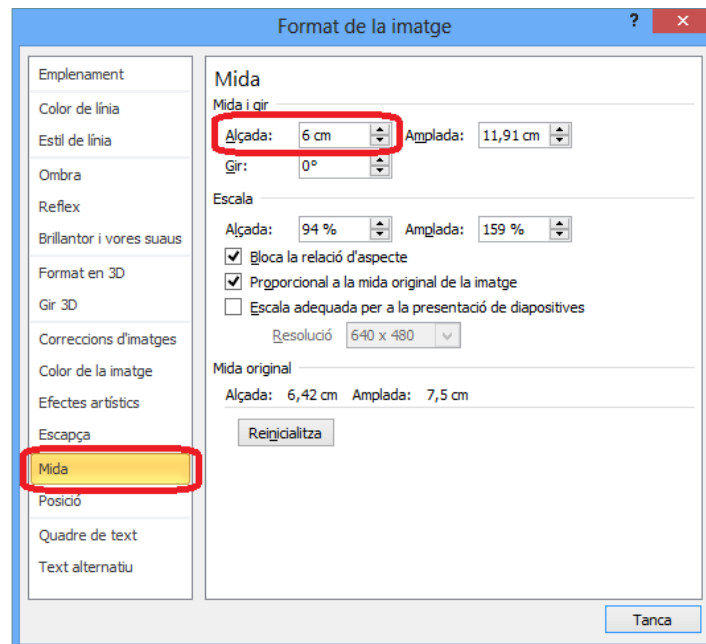 Format de la imatge
?
Emplenament
Color de línia
Estil de línia
Ombra
Reflex
Brillantor i vores suaus
Format en 3D
Gir 3D
Correccions d'imatges
Color de la imatge
Efectes artístics
Escapça
Mida
Posició
Quadre de text
Text alternatiu
Mida
Mida i gir
Alçada: 6 cm Amplada: 11,91 cm
Gir: 0°
Escala
Alçada: 94 % Amplada: 159 %
Bloca la relació d'aspecte
Proporcional a la mida original de la imatge
Escala adequada per a la presentació de diapositives
Resolució 640 x 480
Mida original
Alçada: 6,42 cm Amplada: 7,5 cm
Reinicialitza
Tanca